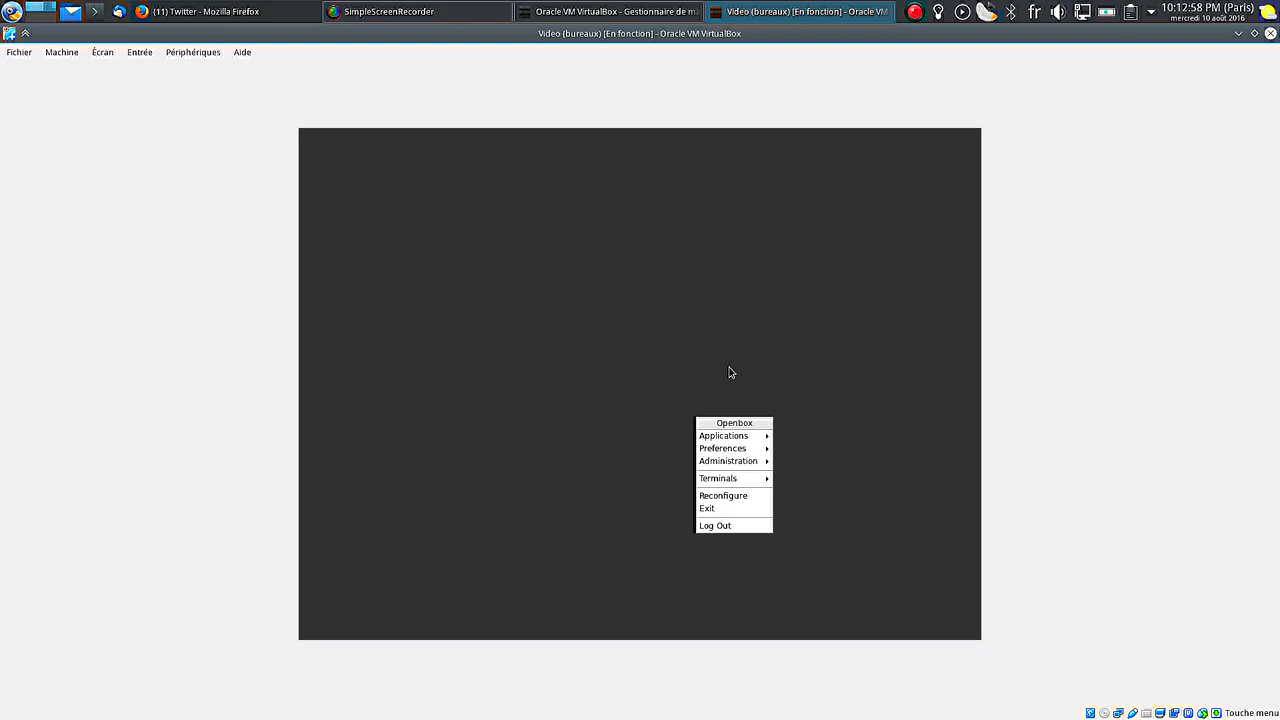 (11) Twitter - Mozilla Firefox
SimpleScreenRecorder
Oracle VM VirtualBox - Gestionnaire de m
Video (bureaux) [En fonction] - Oracle VM
fr
10:12:58 PM (Paris)
mercredi 10 août 2016
Video (bureaux) [En fonction] - Oracle VM VirtualBox
Fichier Machine Écran Entrée Périphériques Aide
Openbox
Applications
Preferences
Administration
Terminals
Reconfigure
Exit
Log Out
Touche menu